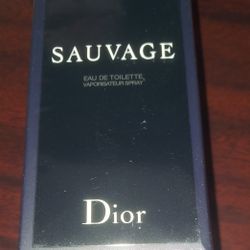 SAUVAGE
EAU DE TOILETTE
VAPORISATEUR SPRAY
Dior